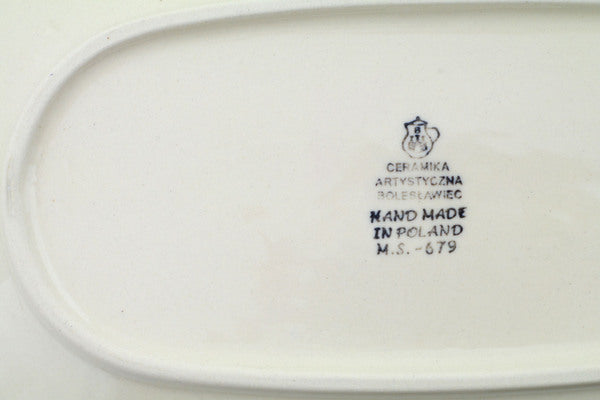 CERAMIKA
ARTYSTYCZNA
BOLESŁAWIEC
HAND MADE
IN POLAND
M.S. -679